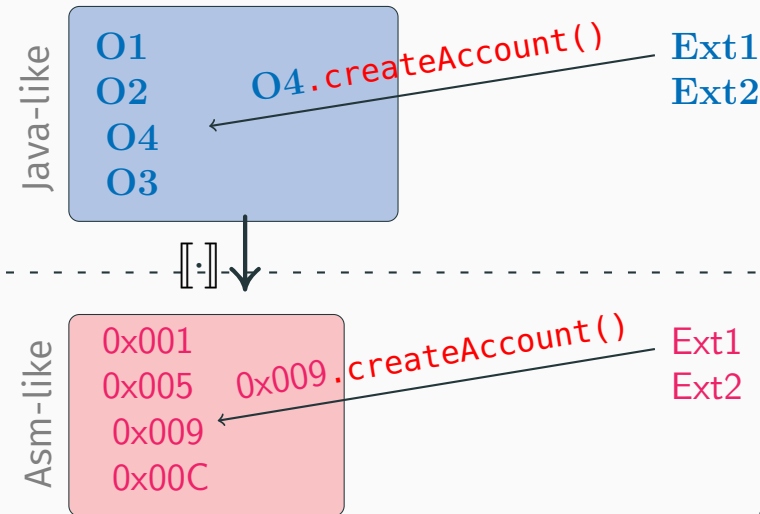 Java-like
O1
O2
O4
O3
O4.createAccount()
Ext1
Ext2
⟦·⟧
Asm-like
0x001
0x005
0x009
0x00C
0x009.createAccount()
Ext1
Ext2